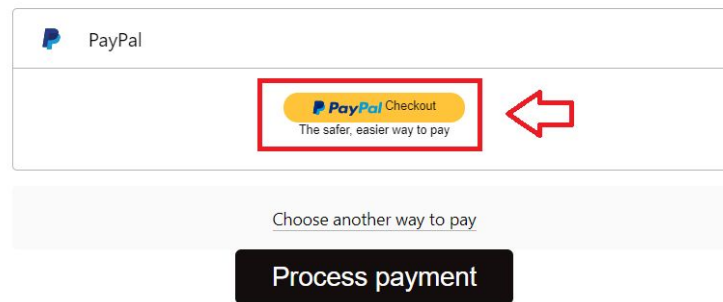 PayPal
PayPal Checkout
The safer, easier way to pay
Choose another way to pay
Process payment